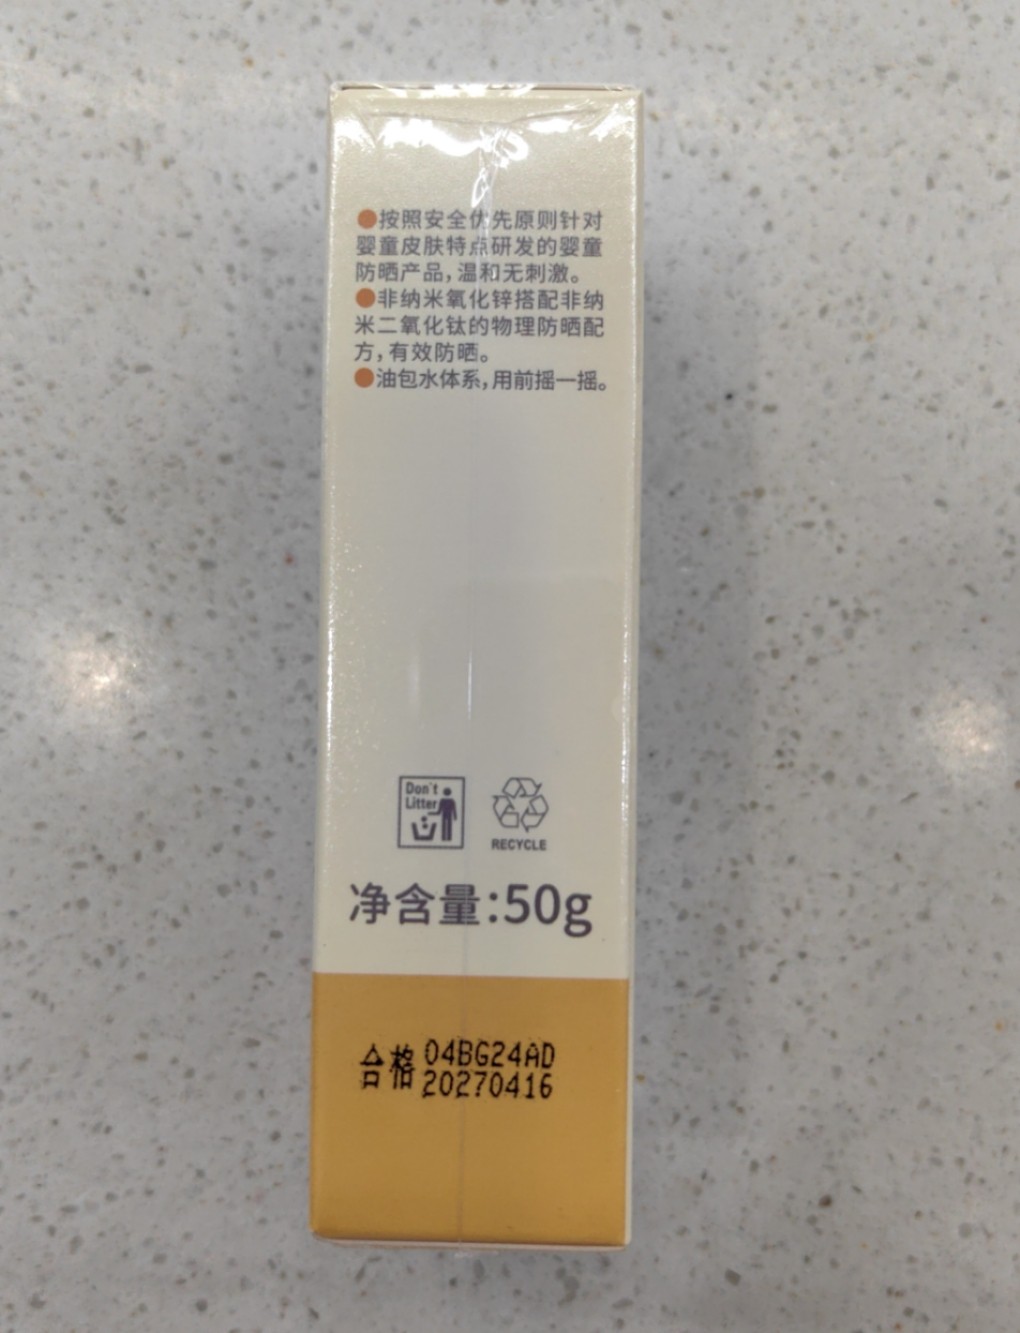 ●按照安全优先原则针对
婴童皮肤特点研发的婴童
防晒产品,温和无刺激。
●非纳米氧化锌搭配非纳
米二氧化钛的物理防晒配
方,有效防晒。
●油包水体系,用前摇一摇。
Don't
Litter
RECYCLE
净含量:50g
合格 04BG24AD
20270416